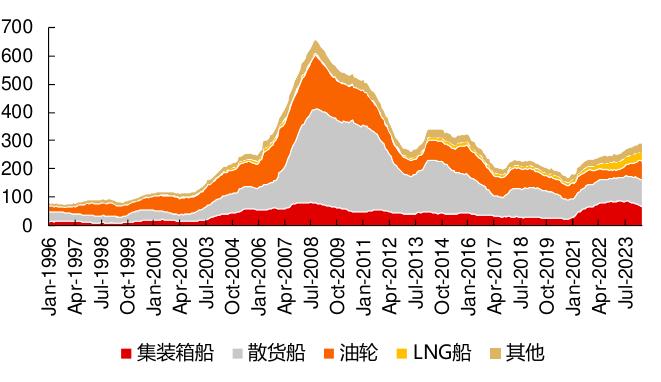 700
600
500
400
300
200
100
0
Jan-1996
Apr-1997
Jul-1998
Oct-1999
Jan-2001
Apr-2002
Jul-2003
Oct-2004
Jan-2006
Apr-2007
Jul-2008
Oct-2009
Jan-2011
Apr-2012
Jul-2013
Oct-2014
Jan-2016
Apr-2017
Jul-2018
Oct-2019
Jan-2021
Apr-2022
Jul-2023
集装箱船 散货船 油轮 LNG船 其他